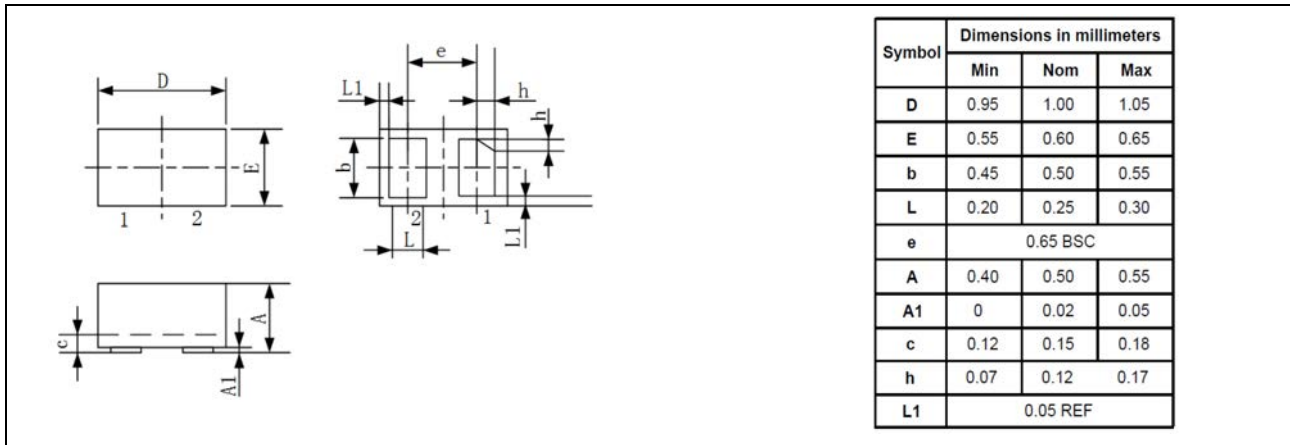 D
E
1 2
e
L1
h
h
b
2
1
L
L1
A
c
A1
Symbol Dimensions in millimeters
Min Nom Max
D 0.95 1.00 1.05
E 0.55 0.60 0.65
b 0.45 0.50 0.55
L 0.20 0.25 0.30
e 0.65 BSC
A 0.40 0.50 0.55
A1 0 0.02 0.05
c 0.12 0.15 0.18
h 0.07 0.12 0.17
L1 0.05 REF